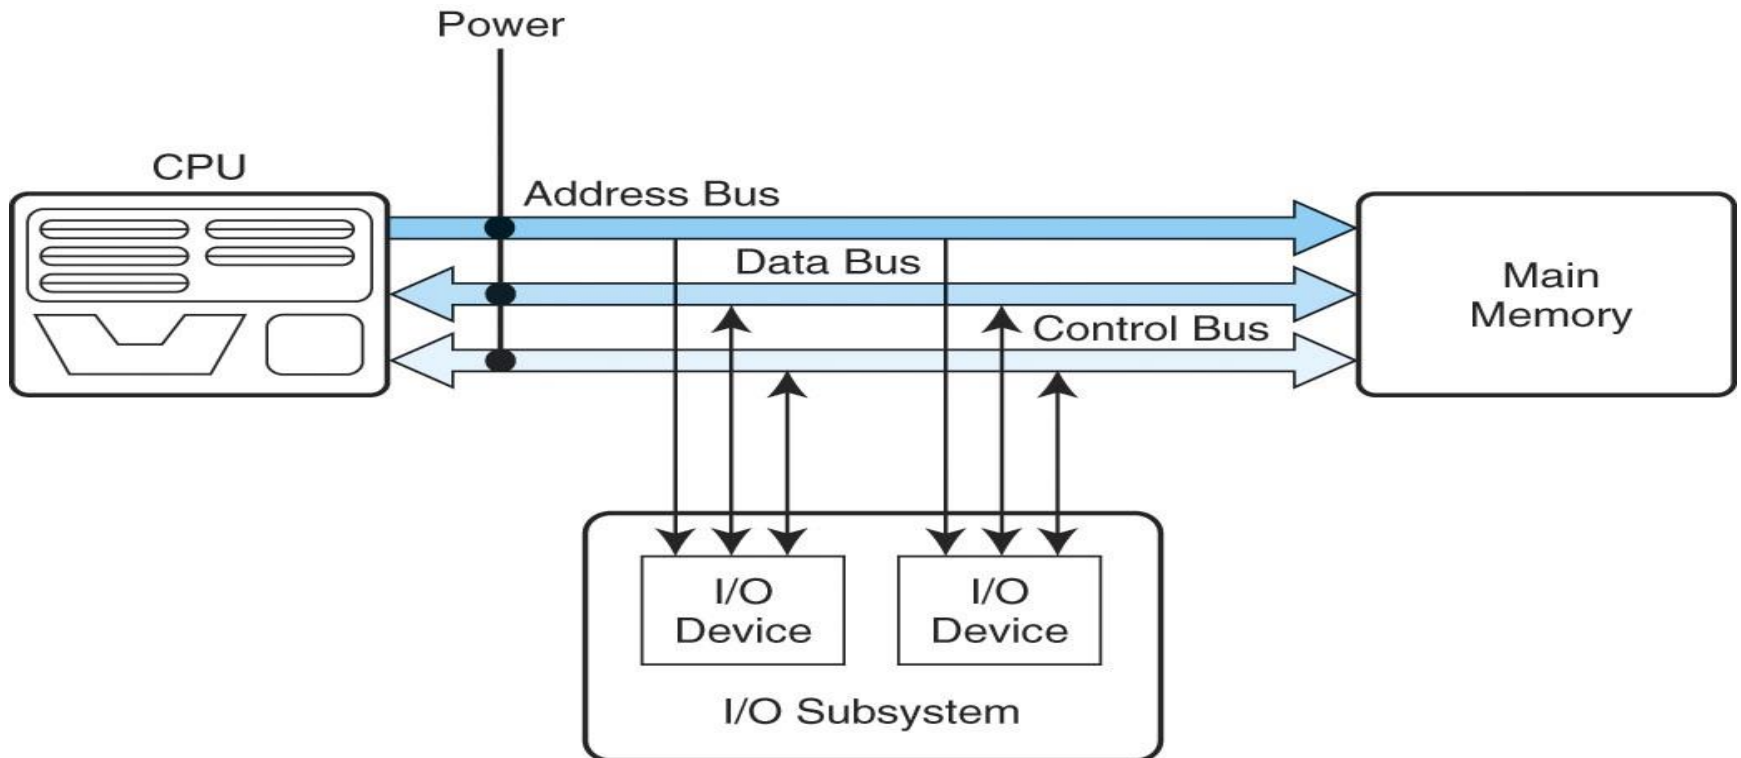 Power
CPU
Address Bus
Data Bus
Control Bus
Main
Memory
I/O
Device
I/O
Device
I/O Subsystem